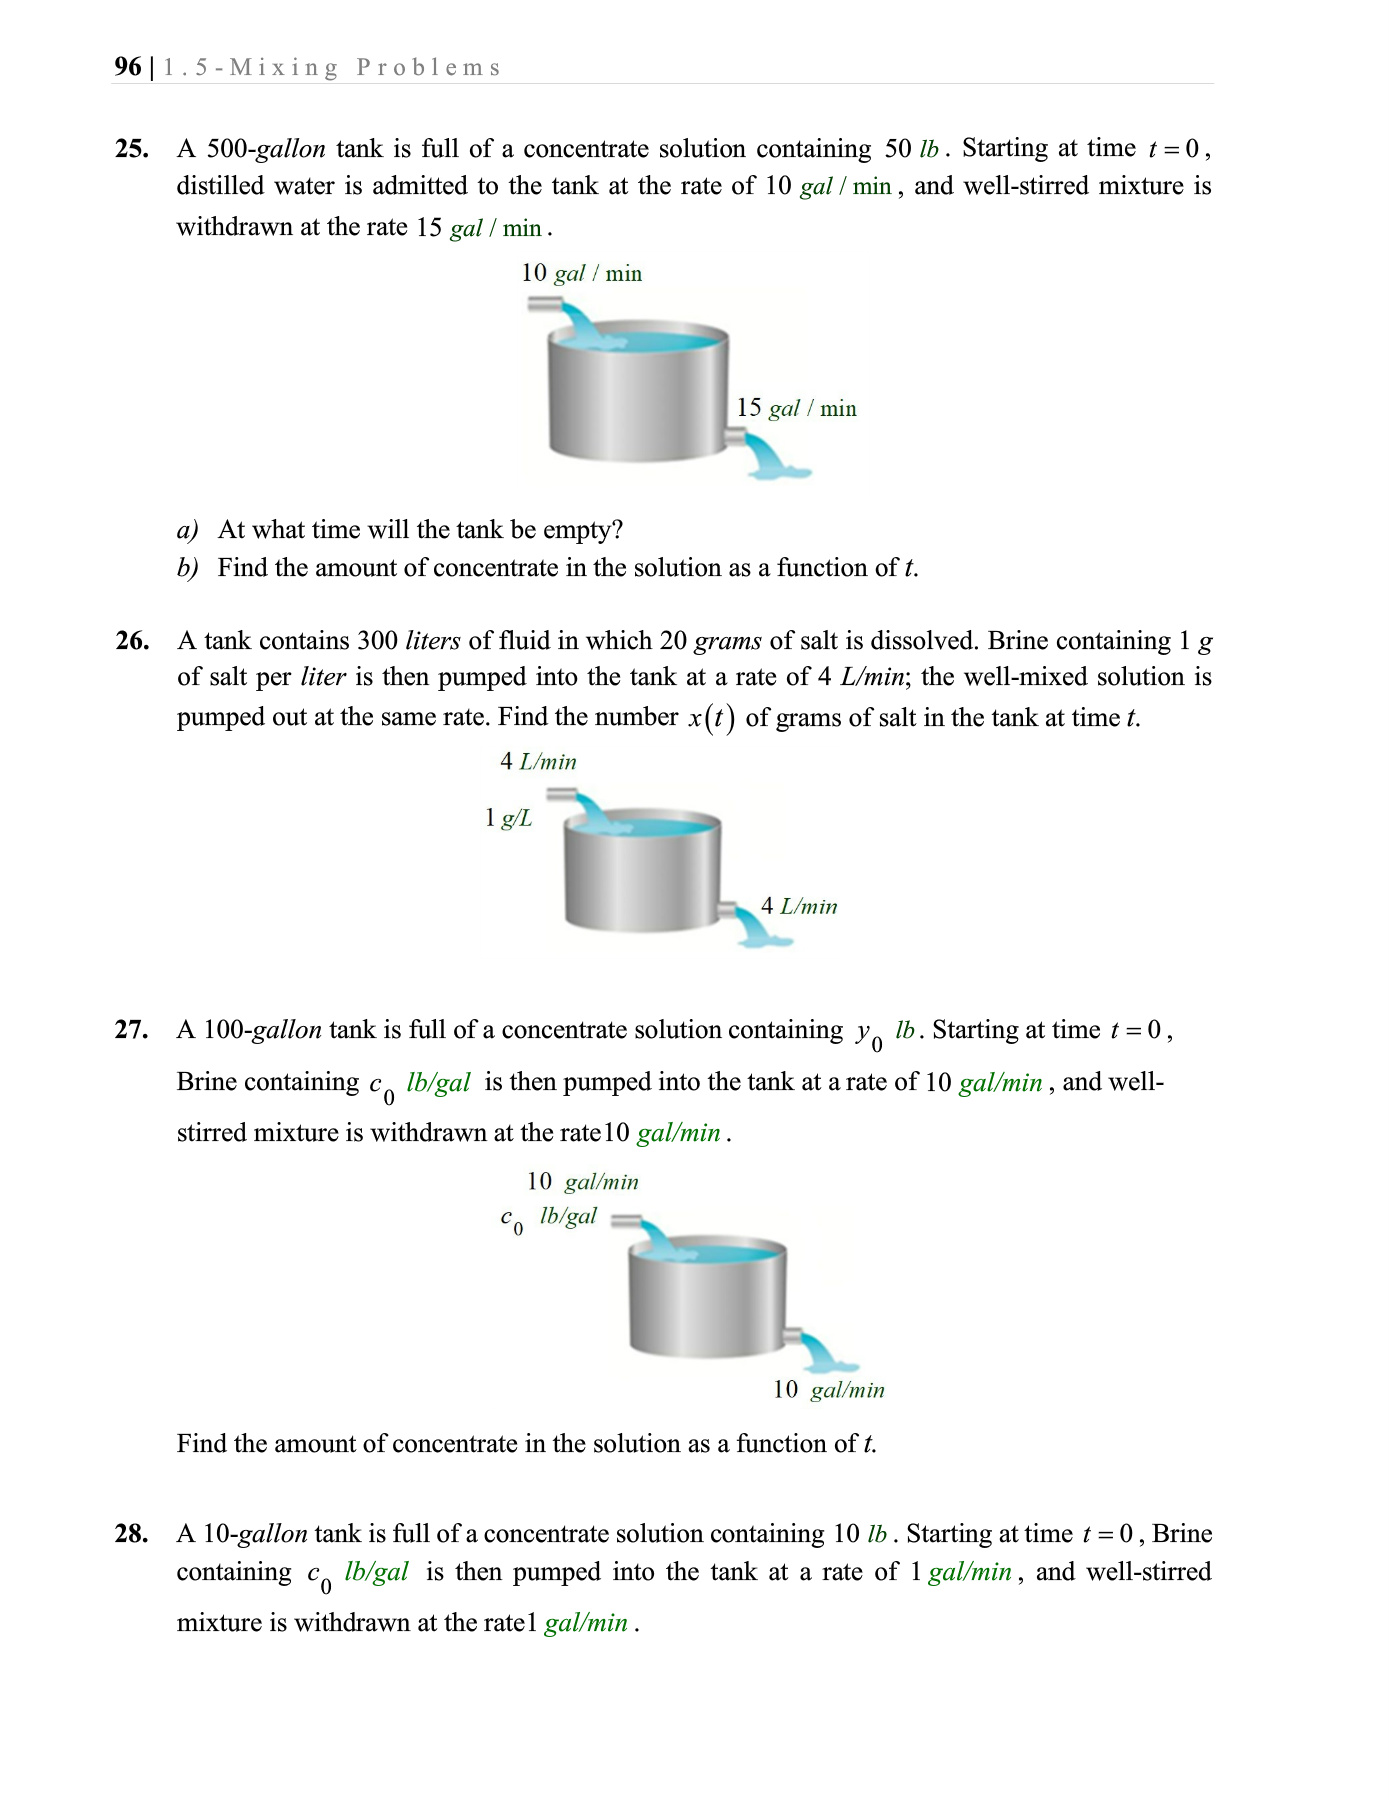 96 | 1.5-Mixing Problems
25. A 500-gallon tank is full of a concentrate solution containing 50 lb. Starting at time t = 0,
distilled water is admitted to the tank at the rate of 10 gal / min, and well-stirred mixture is
withdrawn at the rate 15 gal / min.
10 gal / min
15 gal / min
a) At what time will the tank be empty?
b) Find the amount of concentrate in the solution as a function of t.
26. A tank contains 300 liters of fluid in which 20 grams of salt is dissolved. Brine containing 1 g
of salt per liter is then pumped into the tank at a rate of 4 L/min; the well-mixed solution is
pumped out at the same rate. Find the number x(t) of grams of salt in the tank at time t.
4 L/min
1 g/L
4 L/min
27. A 100-gallon tank is full of a concentrate solution containing y₀ lb. Starting at time t = 0,
Brine containing c₀ lb/gal is then pumped into the tank at a rate of 10 gal/min, and well-
stirred mixture is withdrawn at the rate10 gal/min.
10 gal/min
c₀ lb/gal
10 gal/min
Find the amount of concentrate in the solution as a function of t.
28. A 10-gallon tank is full of a concentrate solution containing 10 lb. Starting at time t = 0, Brine
containing c₀ lb/gal is then pumped into the tank at a rate of 1 gal/min, and well-stirred
mixture is withdrawn at the rate1 gal/min.